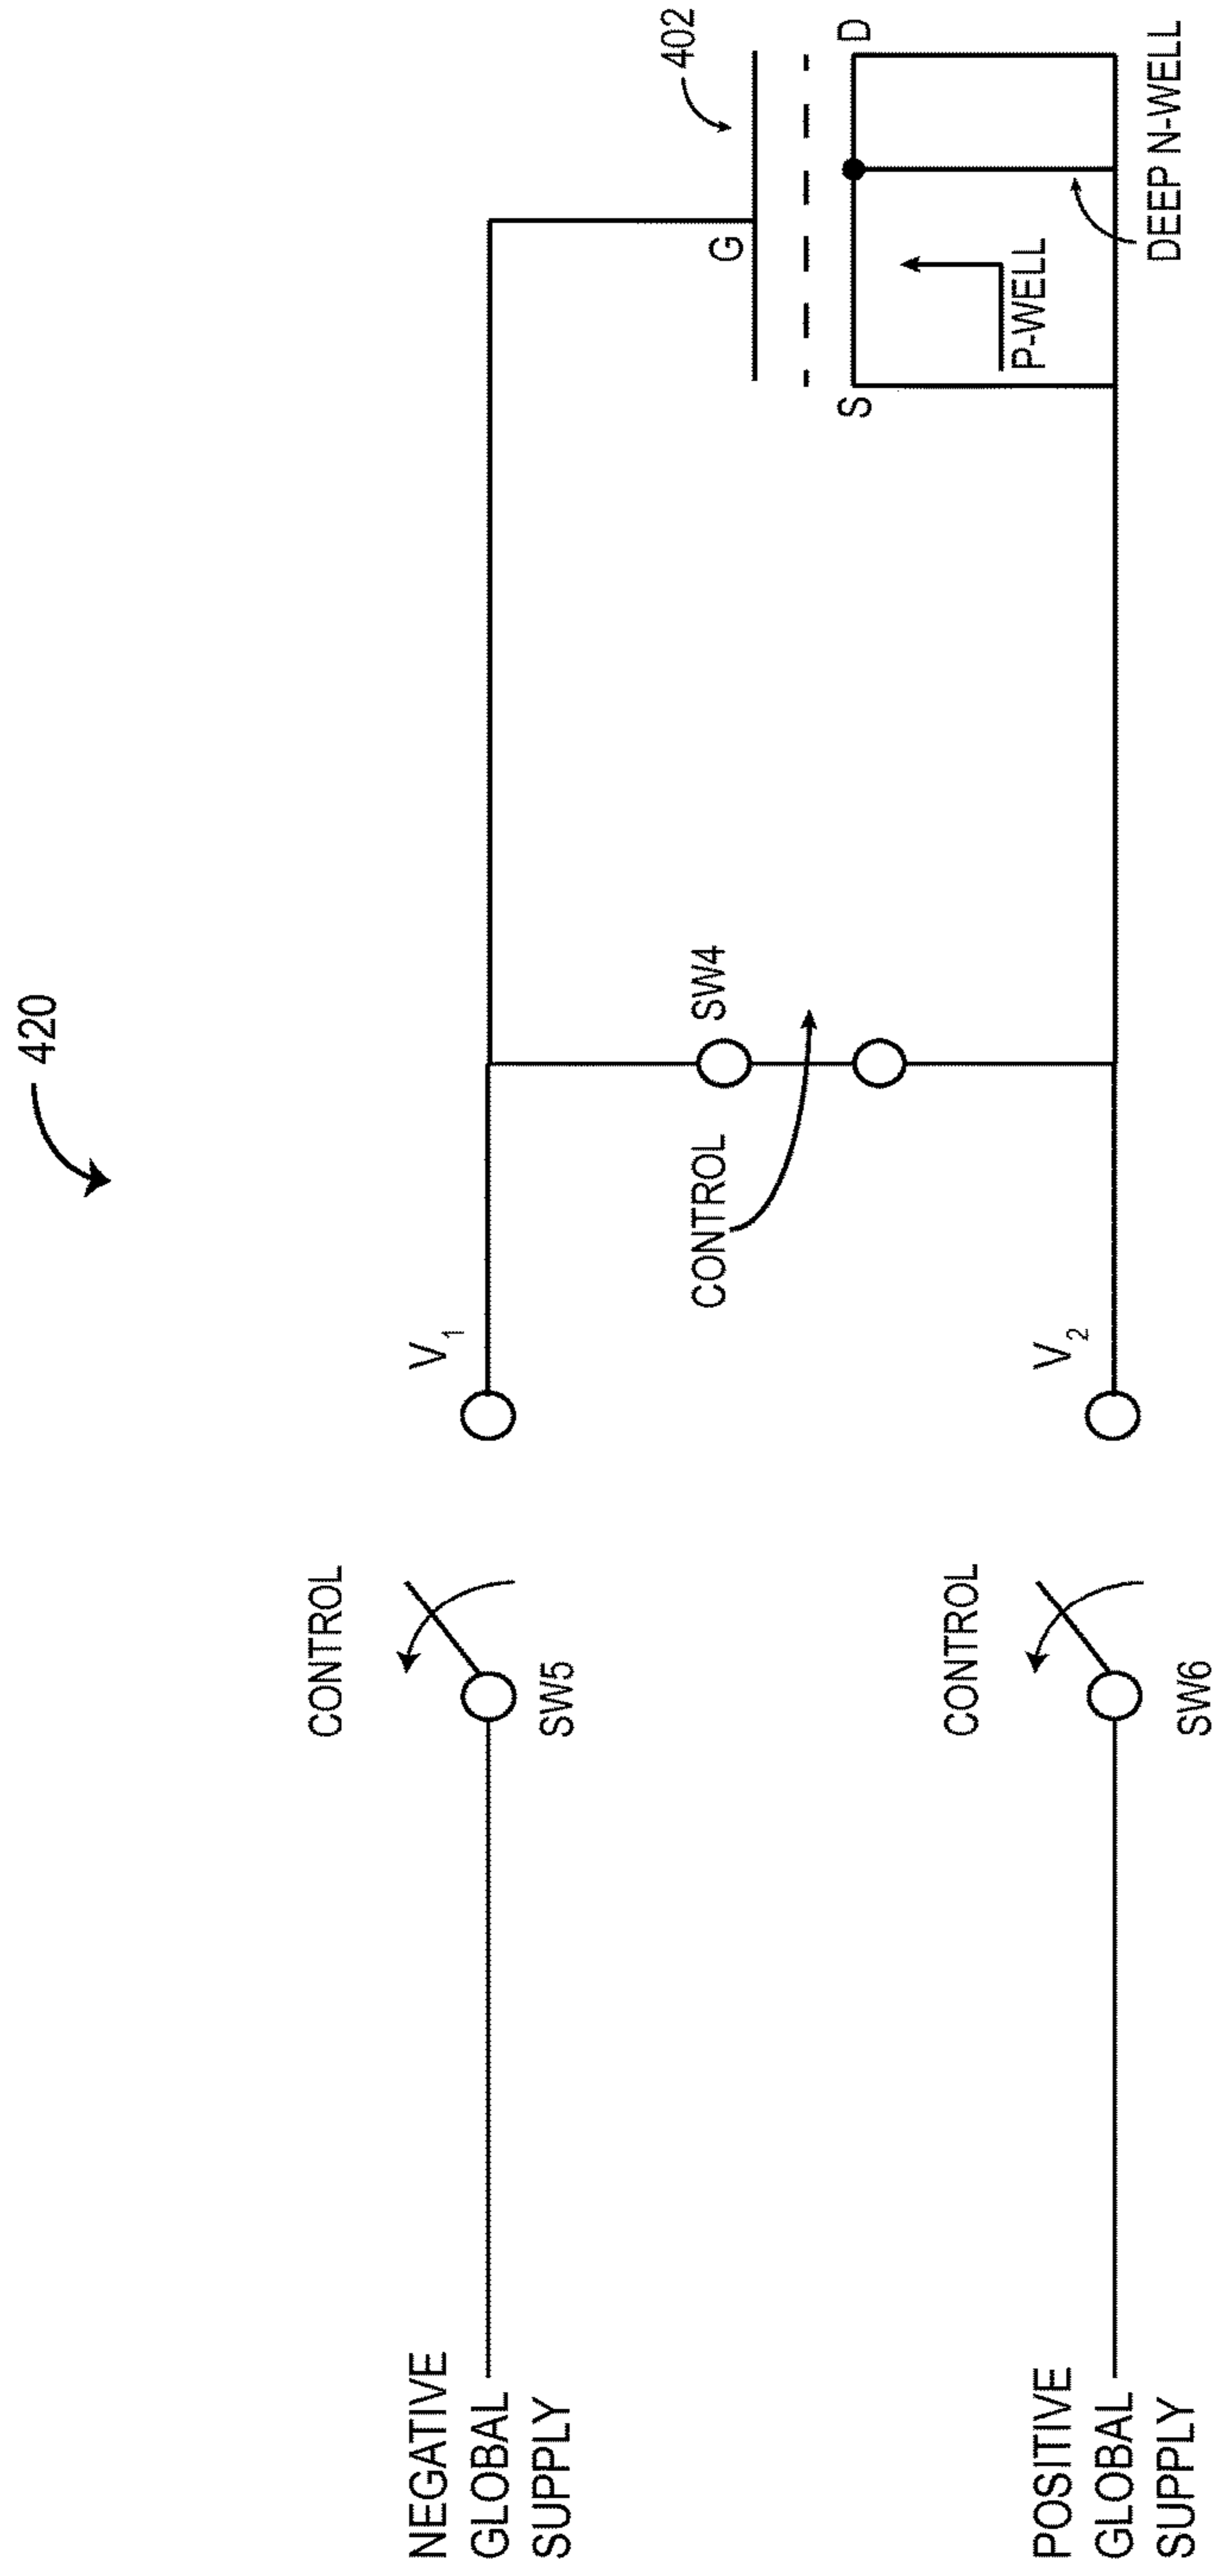 420
NEGATIVE
GLOBAL
SUPPLY
CONTROL
SW5
V1
CONTROL
SW4
G
402
S
D
P-WELL
DEEP N-WELL
POSITIVE
GLOBAL
SUPPLY
CONTROL
SW6
V2